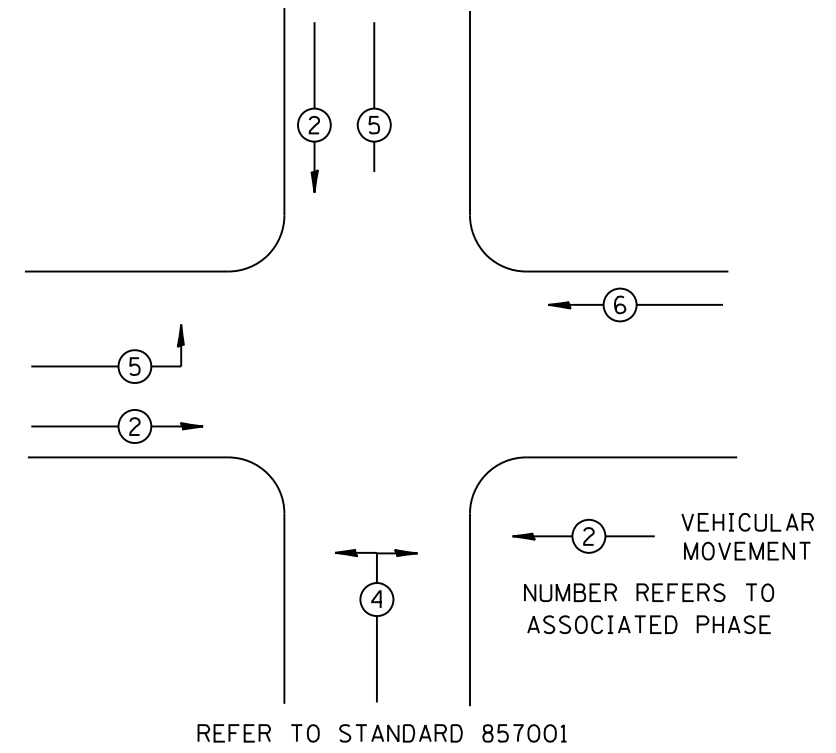 2 5
6
5
2
2 VEHICULAR
MOVEMENT
4
NUMBER REFERS TO
ASSOCIATED PHASE
REFER TO STANDARD 857001